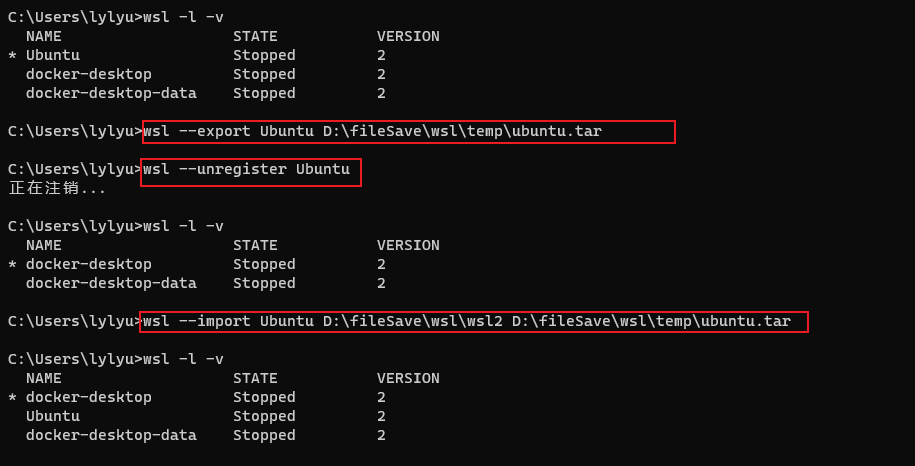 C:\Users\lylyu>wsl -l -v
NAME STATE VERSION
* Ubuntu Stopped 2
docker-desktop Stopped 2
docker-desktop-data Stopped 2
C:\Users\lylyu>wsl --export Ubuntu D:\fileSave\wsl\temp\ubuntu.tar
C:\Users\lylyu>wsl --unregister Ubuntu
正在注销...
C:\Users\lylyu>wsl -l -v
NAME STATE VERSION
* docker-desktop Stopped 2
docker-desktop-data Stopped 2
C:\Users\lylyu>wsl --import Ubuntu D:\fileSave\wsl\wsl2 D:\fileSave\wsl\temp\ubuntu.tar
C:\Users\lylyu>wsl -l -v
NAME STATE VERSION
* docker-desktop Stopped 2
Ubuntu Stopped 2
docker-desktop-data Stopped 2